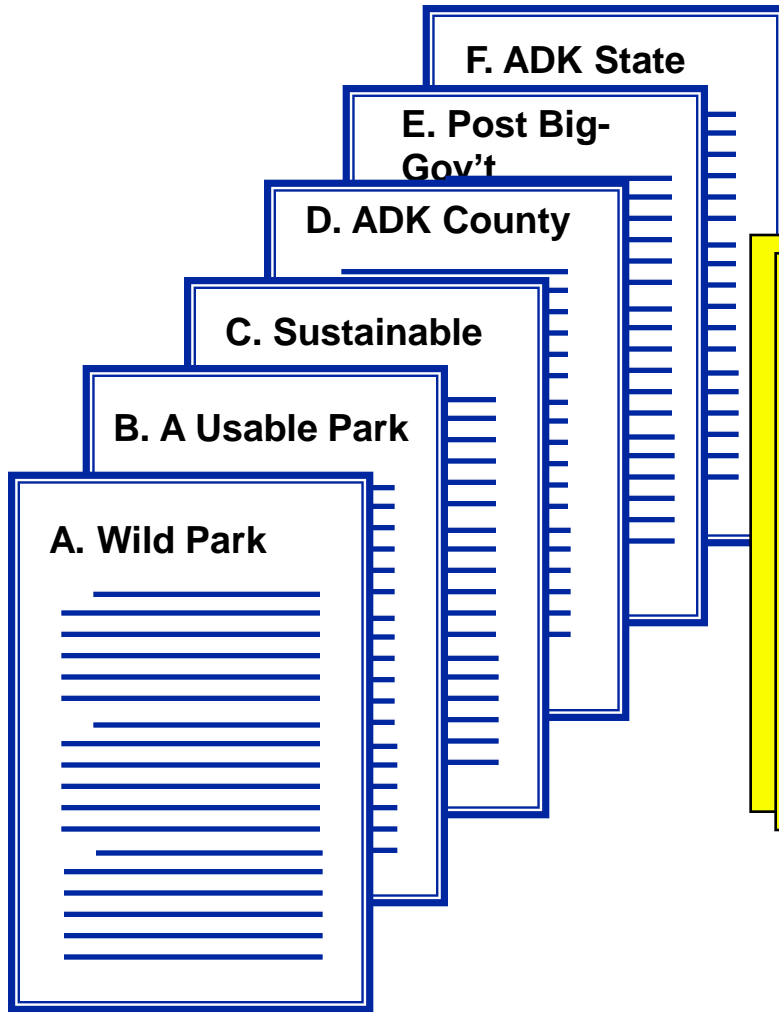 F. ADK State
E. Post Big-
Gov't
D. ADK County
C. Sustainable
B. A Usable Park
A. Wild Park